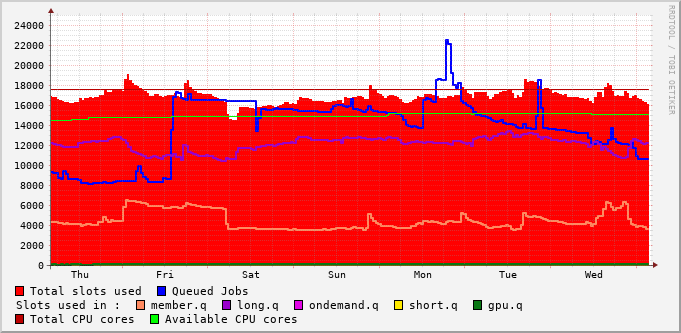 RRDTOOL / TOBI OETIKER
24000
22000
20000
18000
16000
14000
12000
10000
8000
6000
4000
2000
0
Thu Fri Sat Sun Mon Tue Wed
Total slots used Queued Jobs
Slots used in : member.q long.q ondemand.q short.q gpu.q
Total CPU cores Available CPU cores